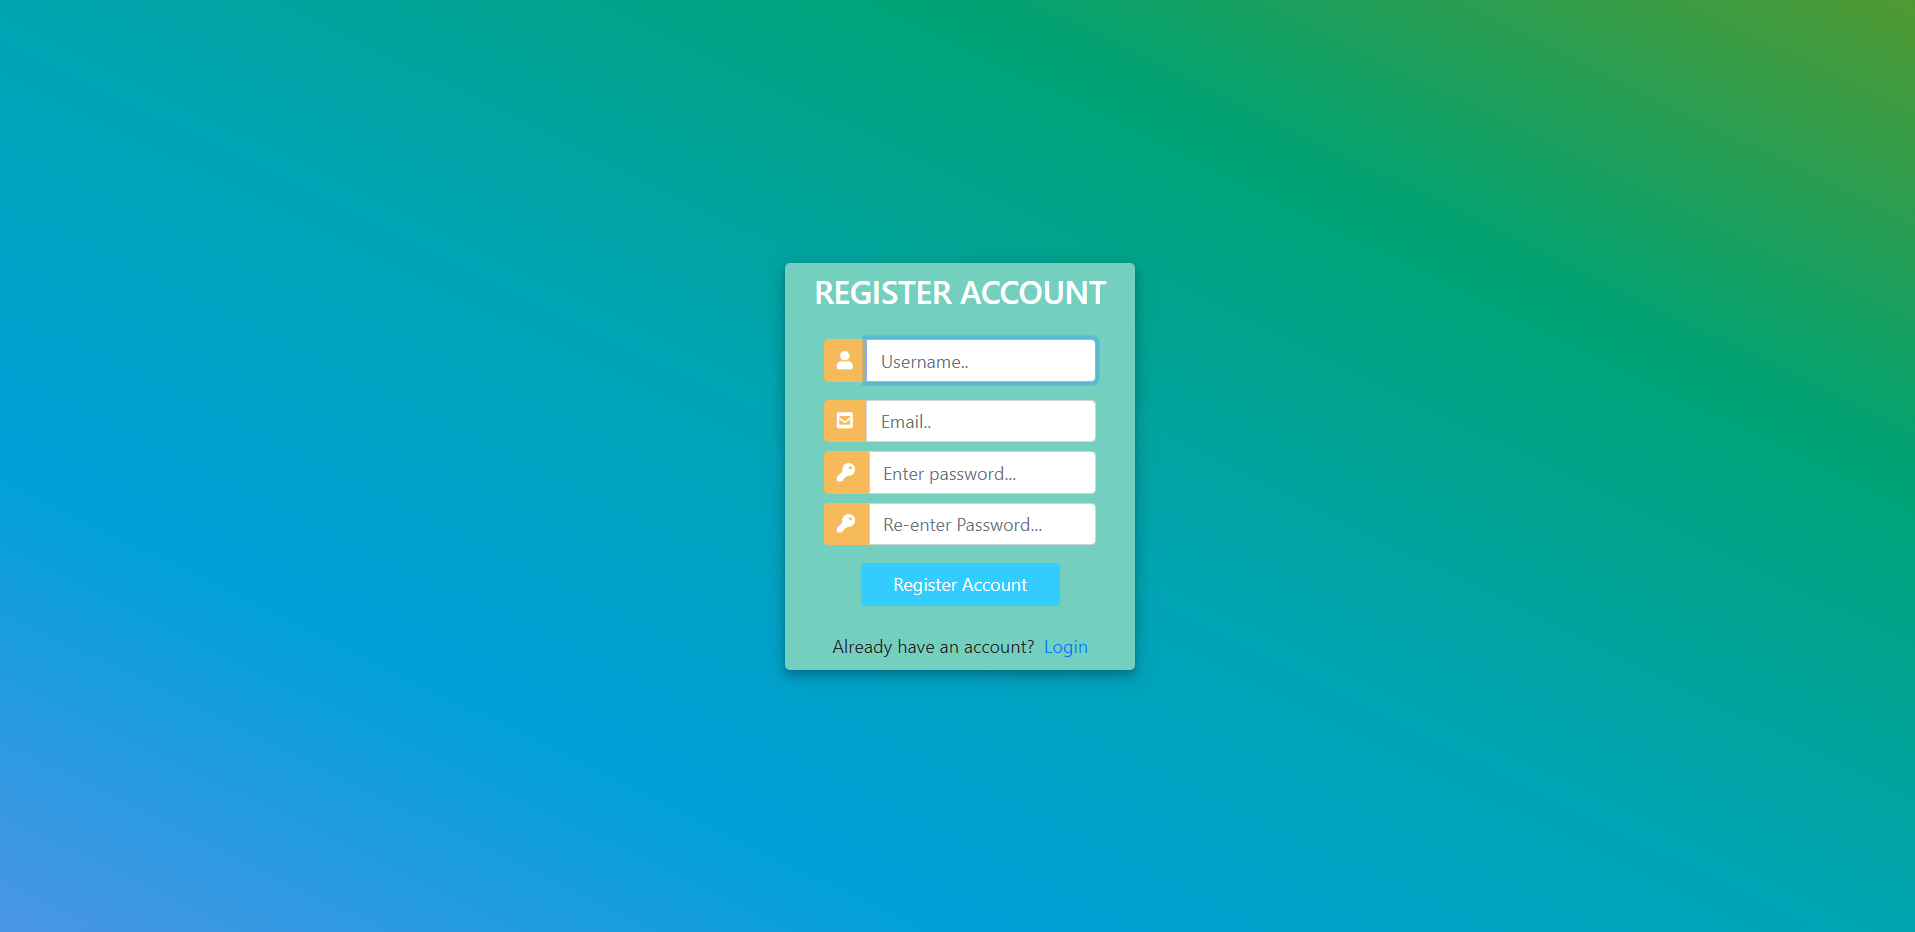 REGISTER ACCOUNT
Username..
Email..
Enter password...
Re-enter Password...
Register Account
Already have an account? Login